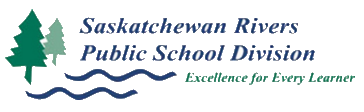 Saskatchewan Rivers
Public School Division
Excellence for Every Learner